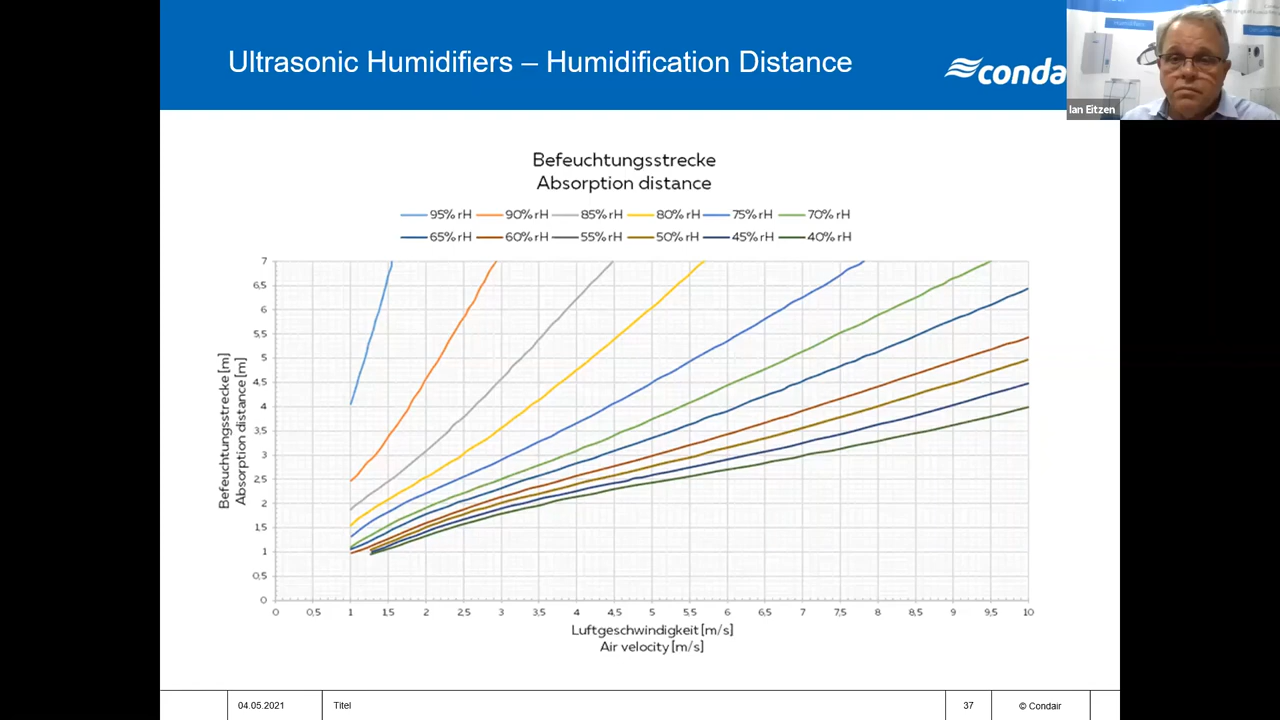 Ultrasonic Humidifiers – Humidification Distance
conda
Humidifiers
Ian Eitzen
Befeuchtungsstrecke
Absorption distance
95% rH 90% rH 85% rH 80% rH 75% rH 70% rH
65% rH 60% rH 55% rH 50% rH 45% rH 40% rH
7
6,5
6
5,5
5
4,5
4
3,5
3
2,5
2
1,5
1
0,5
0
Befeuchtungsstrecke [m]
Absorption distance [m]
0 0,5 1 1,5 2 2,5 3 3,5 4 4,5 5 5,5 6 6,5 7 7,5 8 8,5 9 9,5 10
Luftgeschwindigkeit [m/s]
Air velocity [m/s]
04.05.2021 Titel 37 © Condair